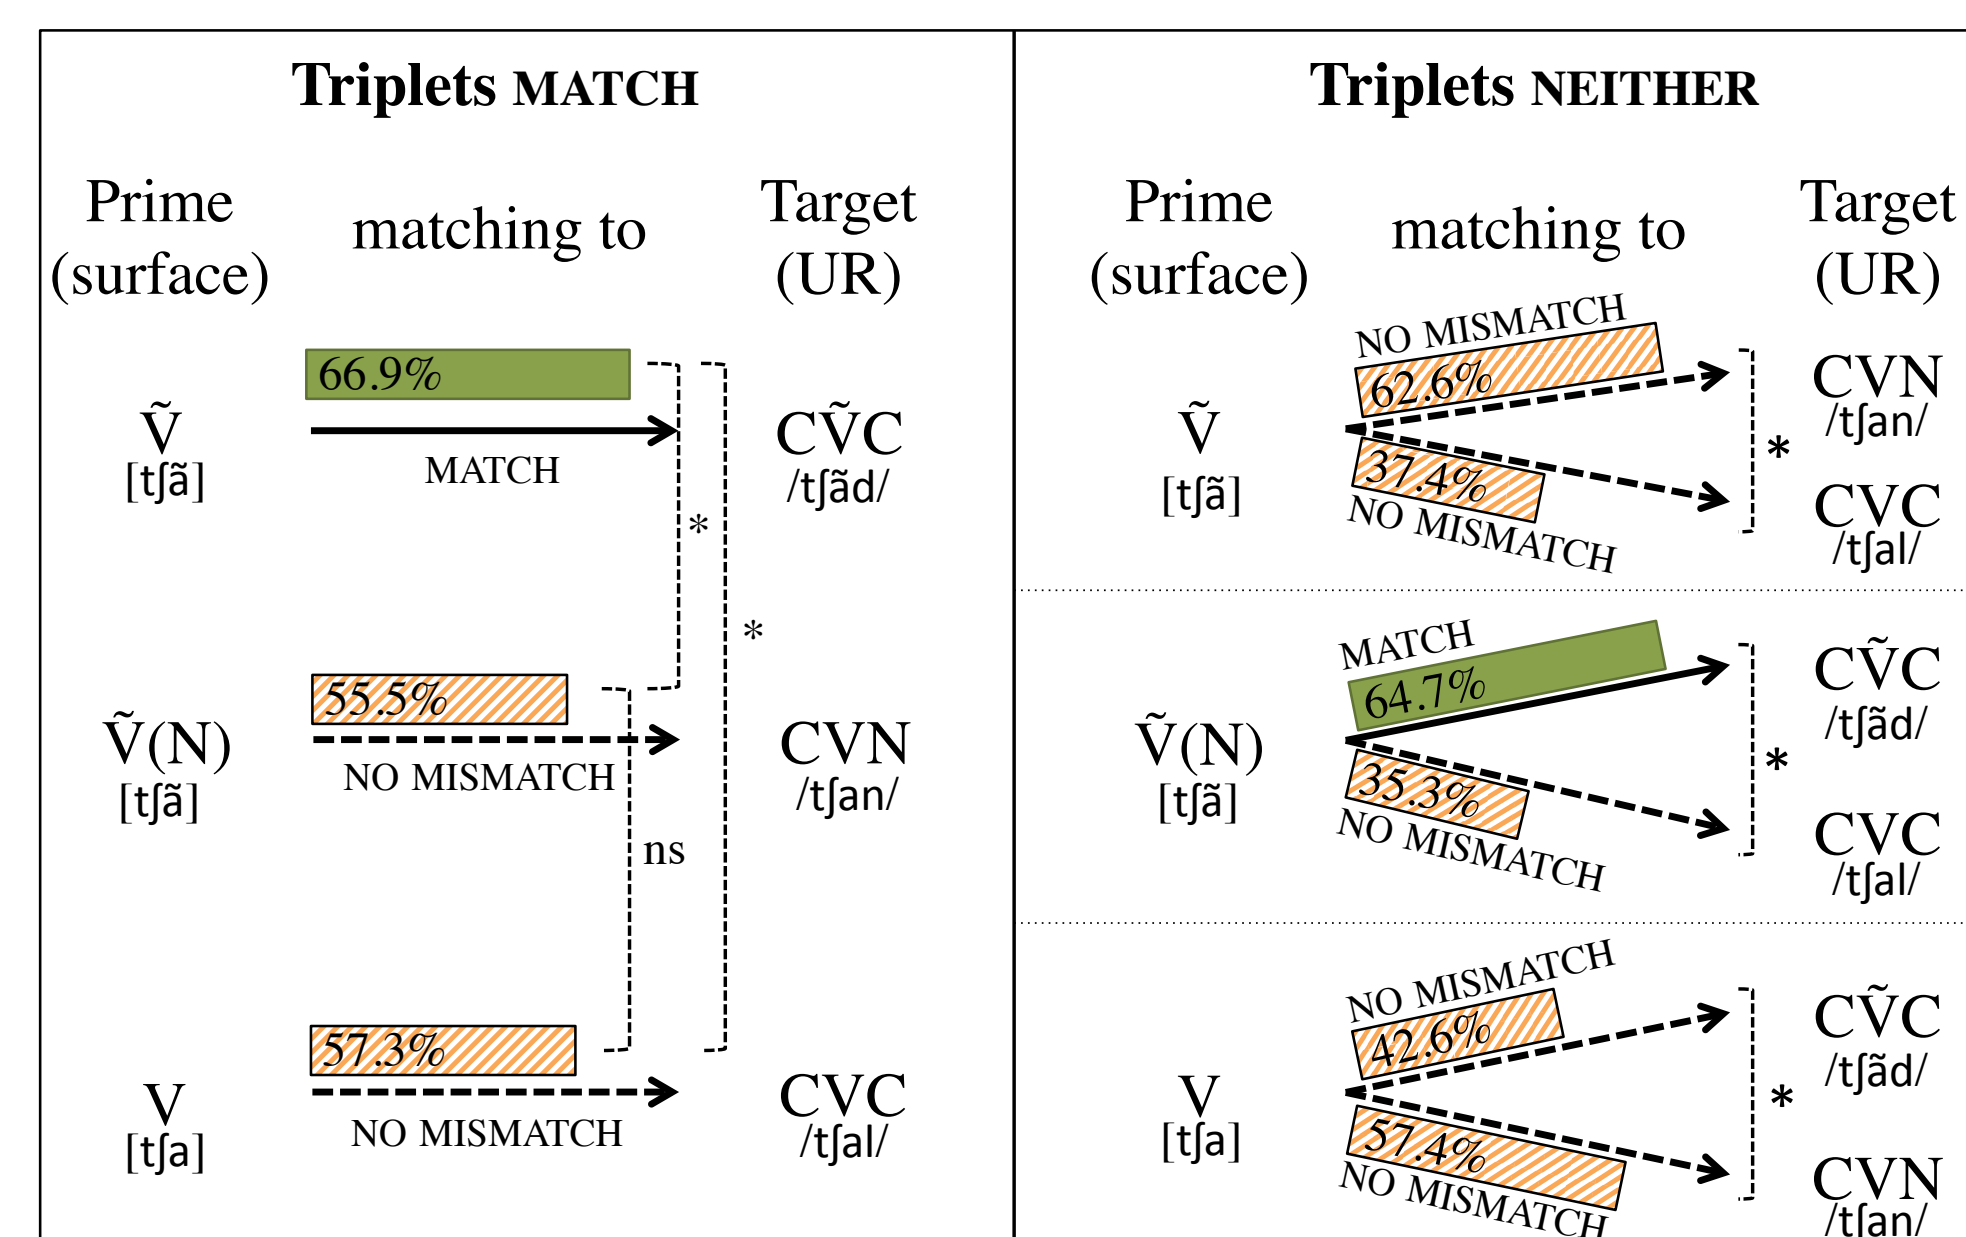 Triplets MATCH
Prime
(surface)
matching to
Target
(UR)
66.9%
Ṽ
[tʃã]
MATCH
CṼC
/tʃãd/
*
*
55.5%
Ṽ(N)
[tʃã]
NO MISMATCH
CVN
/tʃan/
ns
57.3%
V
[tʃa]
NO MISMATCH
CVC
/tʃal/
Triplets NEITHER
Prime
(surface)
matching to
Target
(UR)
NO MISMATCH
62.6%
CVN
/tʃan/
Ṽ
[tʃã]
*
37.4%
NO MISMATCH
CVC
/tʃal/
MATCH
64.7%
CṼC
/tʃãd/
Ṽ(N)
[tʃã]
*
35.3%
NO MISMATCH
CVC
/tʃal/
NO MISMATCH
42.6%
CṼC
/tʃãd/
V
[tʃa]
*
57.4%
NO MISMATCH
CVN
/tʃan/